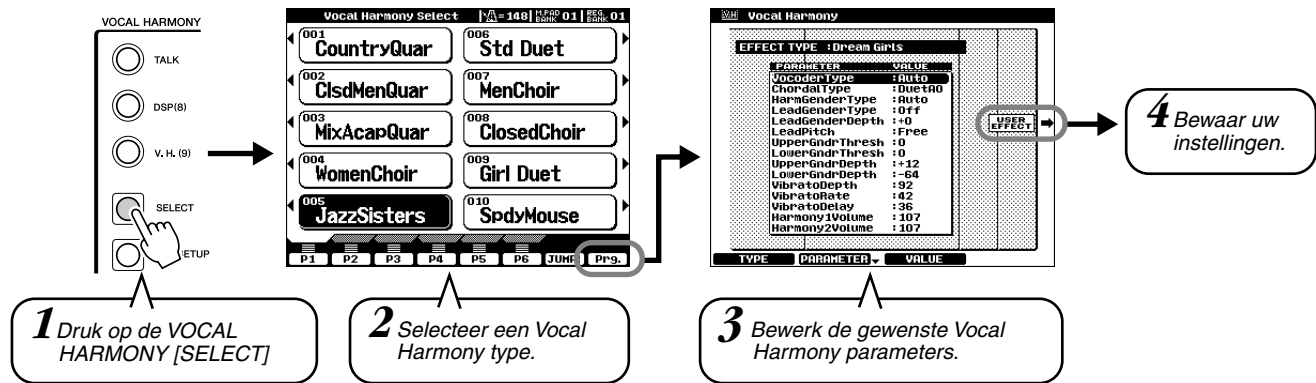 VOCAL HARMONY
TALK
DSP(8)
V. H. (9)
SELECT
ETUP
1 Druk op de VOCAL
HARMONY [SELECT]
Vocal Harmony Select
=148
M.PAD BANK 01
REG. BANK 01
001 CountryQuar
006 Std Duet
002 ClsdMenQuar
007 MenChoir
003 MixAcapQuar
008 ClosedChoir
004 WomenChoir
009 Girl Duet
005 JazzSisters
010 SpdyMouse
P1 P2 P3 P4 P5 P6 JUMP Prg.
2 Selecteer een Vocal
Harmony type.
V.H. Vocal Harmony
EFFECT TYPE :Dream Girls
PARAMETER VALUE
VocoderType :Auto
ChordalType :DuetA0
HarmGenderType :Auto
LeadGenderType :Off
LeadGenderDepth :+0
LeadPitch :Free
UpperGndrThresh :0
LowerGndrThresh :0
UpperGndrDepth :+12
LowerGndrDepth :-64
VibratoDepth :92
VibratoRate :42
VibratoDelay :36
Harmony1Volume :107
Harmony2Volume :107
USER
EFFECT
TYPE PARAMETER VALUE
3 Bewerk de gewenste Vocal
Harmony parameters.
4 Bewaar uw
instellingen.